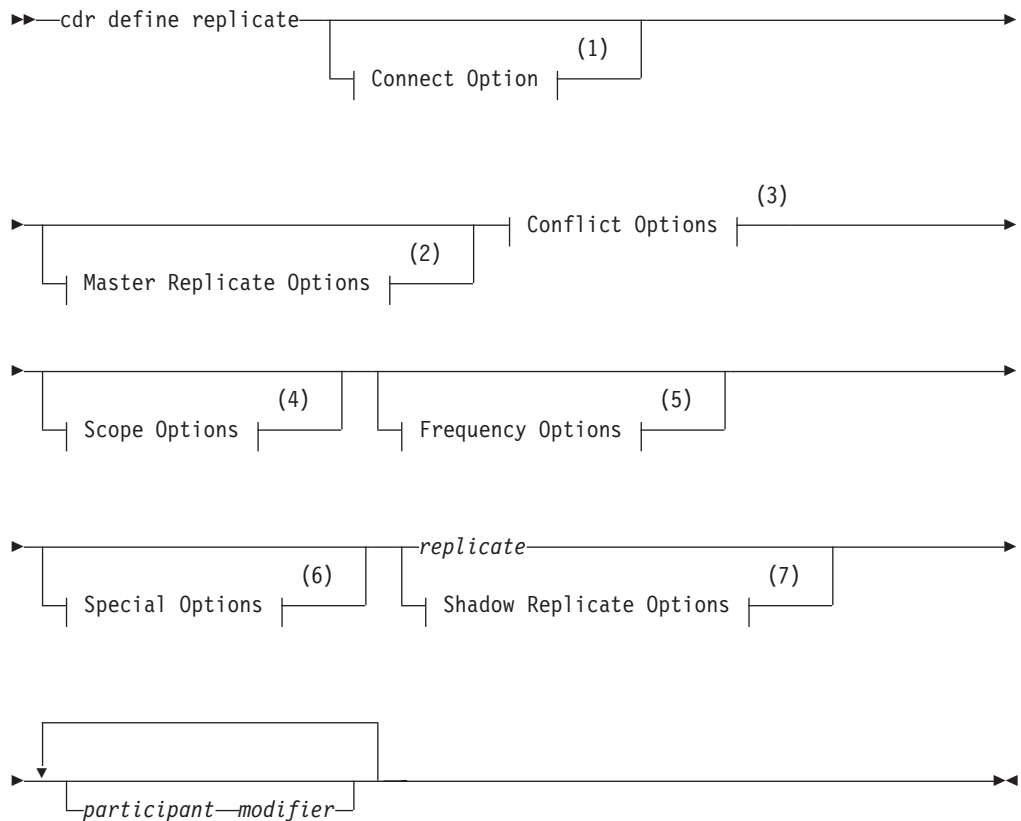 cdr define replicate
(1)
Connect Option
(3)
Conflict Options
(2)
Master Replicate Options
(4) (5)
Scope Options Frequency Options
replicate
(6) (7)
Special Options Shadow Replicate Options
participant modifier